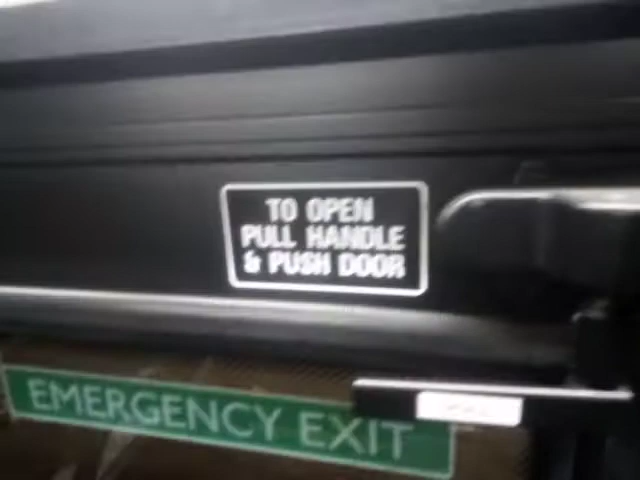 TO OPEN
PULL HANDLE
& PUSH DOOR
EMERGENCY EXIT